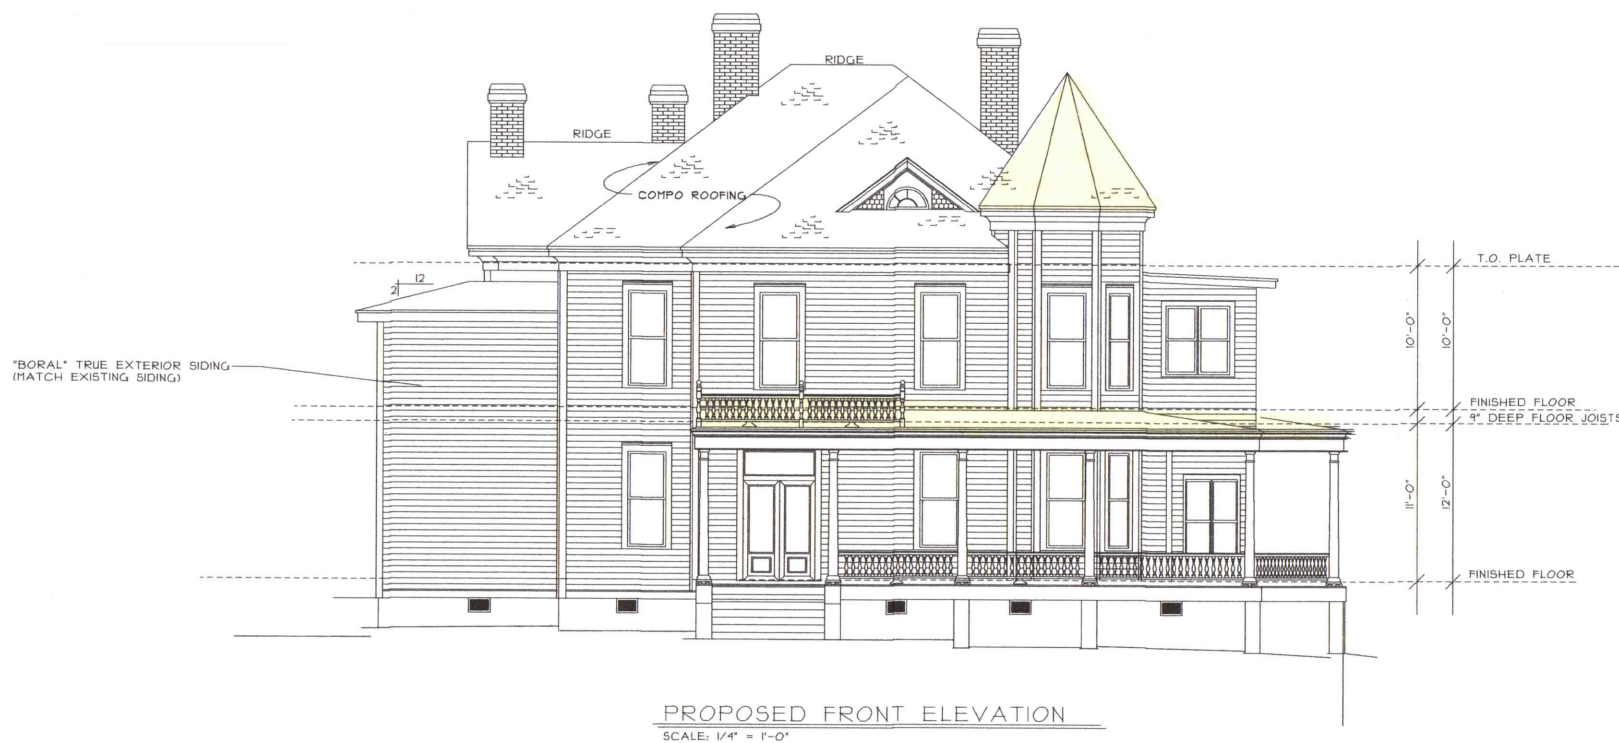 RIDGE
RIDGE
COMPO ROOFING
T.O. PLATE
12
2
10'-0"
10'-0"
"BORAL" TRUE EXTERIOR SIDING
(MATCH EXISTING SIDING)
FINISHED FLOOR
9" DEEP FLOOR JOISTS
11'-0"
12'-0"
FINISHED FLOOR
PROPOSED FRONT ELEVATION
SCALE: 1/4" = 1'-0"